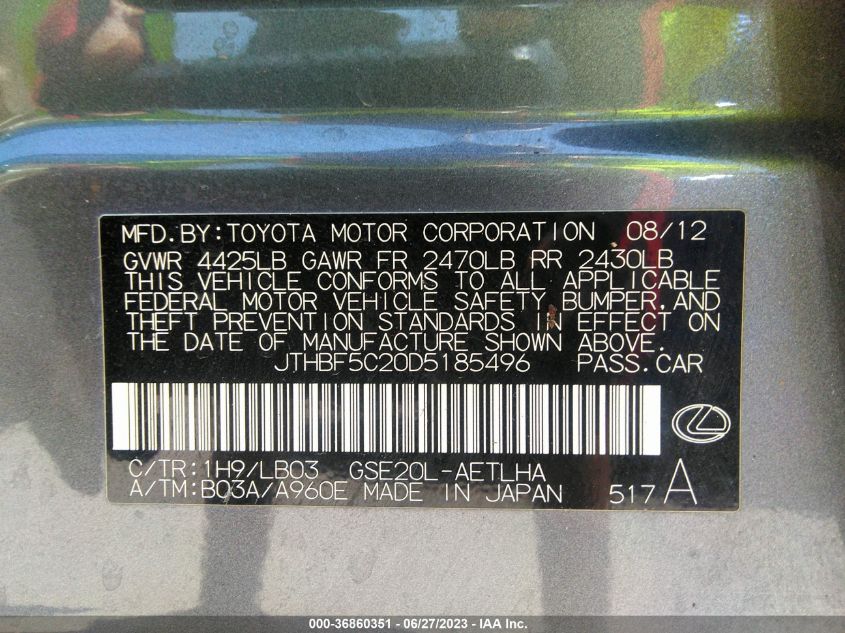 MFD.BY:TOYOTA MOTOR CORPORATION 08/12
GVWR 4425LB GAWR FR 2470LB RR 2430LB
THIS VEHICLE CONFORMS TO ALL APPLICABLE
FEDERAL MOTOR VEHICLE SAFETY, BUMPER, AND
THEFT PREVENTION STANDARDS IN EFFECT ON
THE DATE OF MANUFACTURE SHOWN ABOVE.
JTHBF5C20D5185496 PASS.CAR
C/TR:1H9/LB03 GSE20L-AETLHA
A/TM:B03A/A960E MADE IN JAPAN 517A
000-36860351 - 06/27/2023 - IAA Inc.